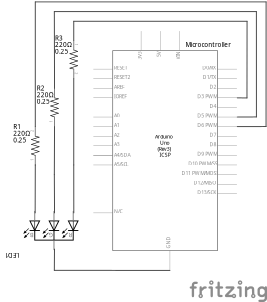 R3
220Ω
0.25
Microcontroller
3V3
5V
VIN
RESET
RESET2
AREF
IOREF
R2
220Ω
0.25
A0
A1
A2
A3
A4/SDA
A5/SCL
N/C
D0/RX
D1/TX
D2
D3 PWM
D4
D5 PWM
D6 PWM
D7
D8
D9 PWM
D10 PWM/SS
D11 PWM/MOSI
D12/MISO
D13/SCK
Arduino
Uno
(Rev3)
ICSP
R1
220Ω
0.25
GND
LED1
fritzing